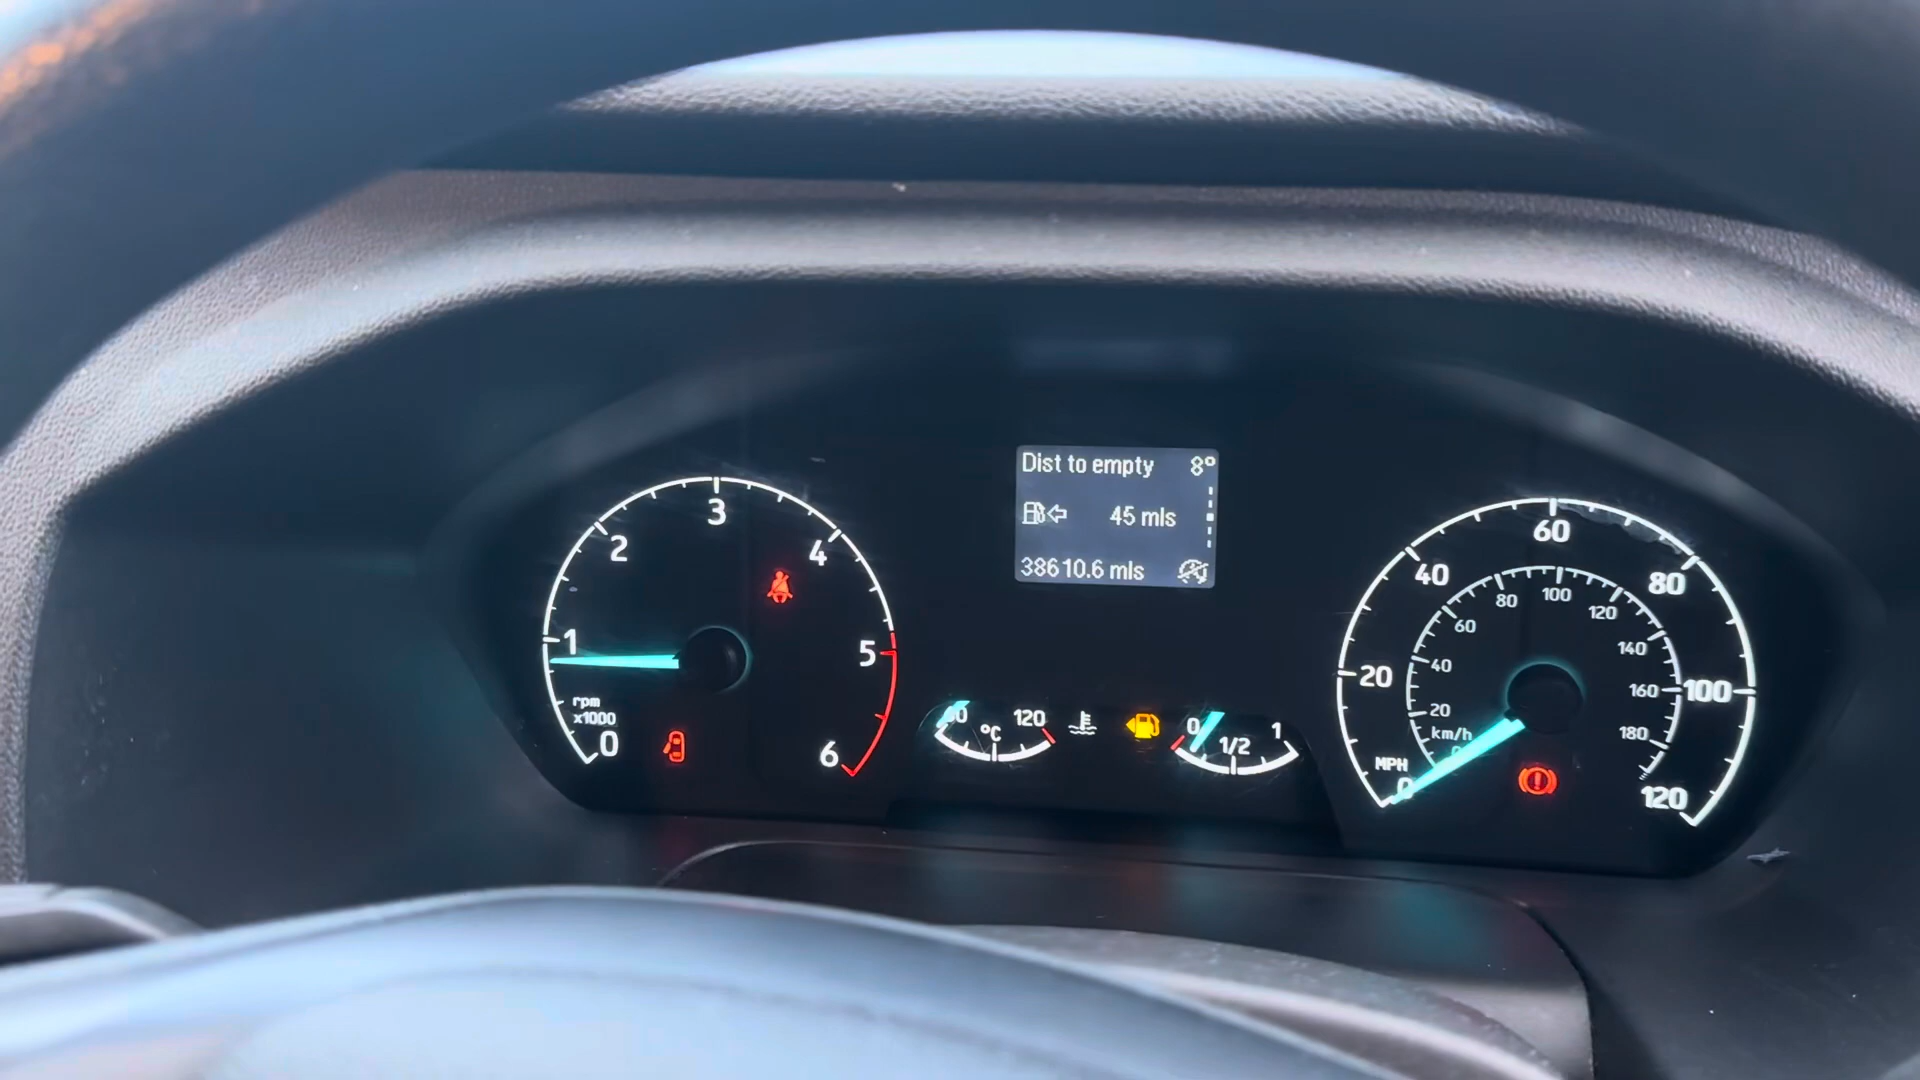 Dist to empty 8°
45 mls
38610.6 mls
0 1 2 3 4 5 6
rpm
x1000
120
°C
0 1/2 1
0 20 40 60 80 100 120
MPH
20 40 60 80 100 120 140 160 180
km/h